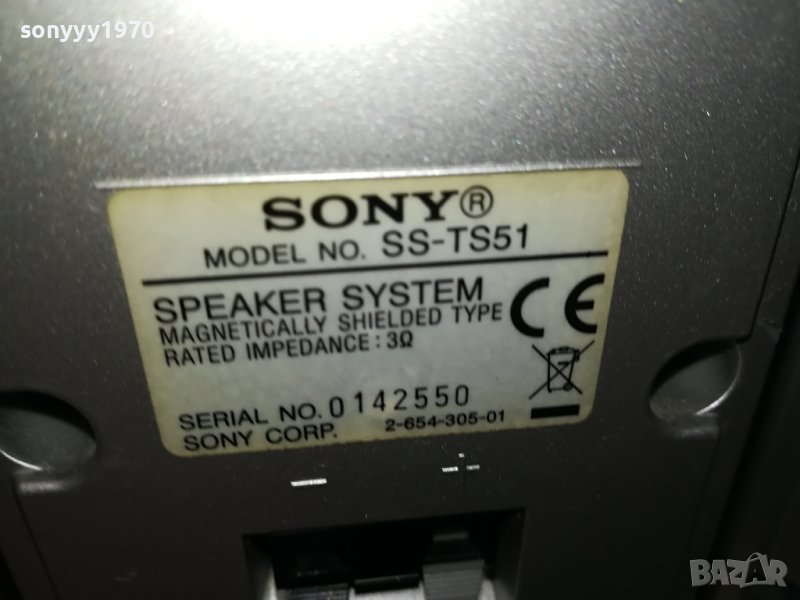 sonyyy1970
SONY®
MODEL NO. SS-TS51
SPEAKER SYSTEM
MAGNETICALLY SHIELDED TYPE
RATED IMPEDANCE : 3Ω
CE
SERIAL NO. 0142550
SONY CORP. 2-654-305-01
− +
BAZAR